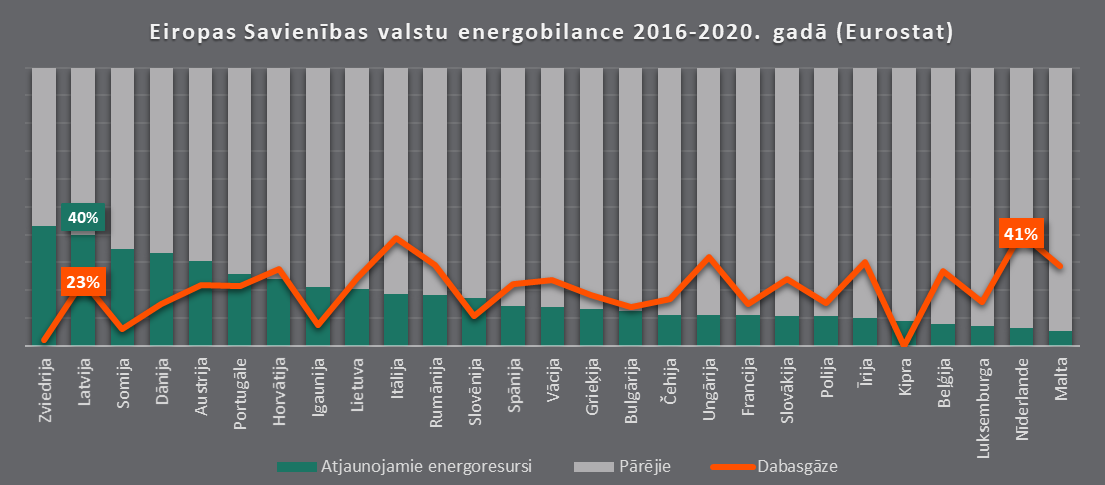 Eiropas Savienības valstu energobilance 2016-2020. gadā (Eurostat)
40%
23%
41%
Zviedrija
Latvija
Somija
Dānija
Austrija
Portugāle
Horvātija
Igaunija
Lietuva
Itālija
Rumānija
Slovēnija
Spānija
Vācija
Grieķija
Bulgārija
Čehija
Ungārija
Francija
Slovākija
Polija
Īrija
Kipra
Beļģija
Luksemburga
Nīderlande
Malta
Atjaunojamie energoresursi
Pārējie
Dabasgāze